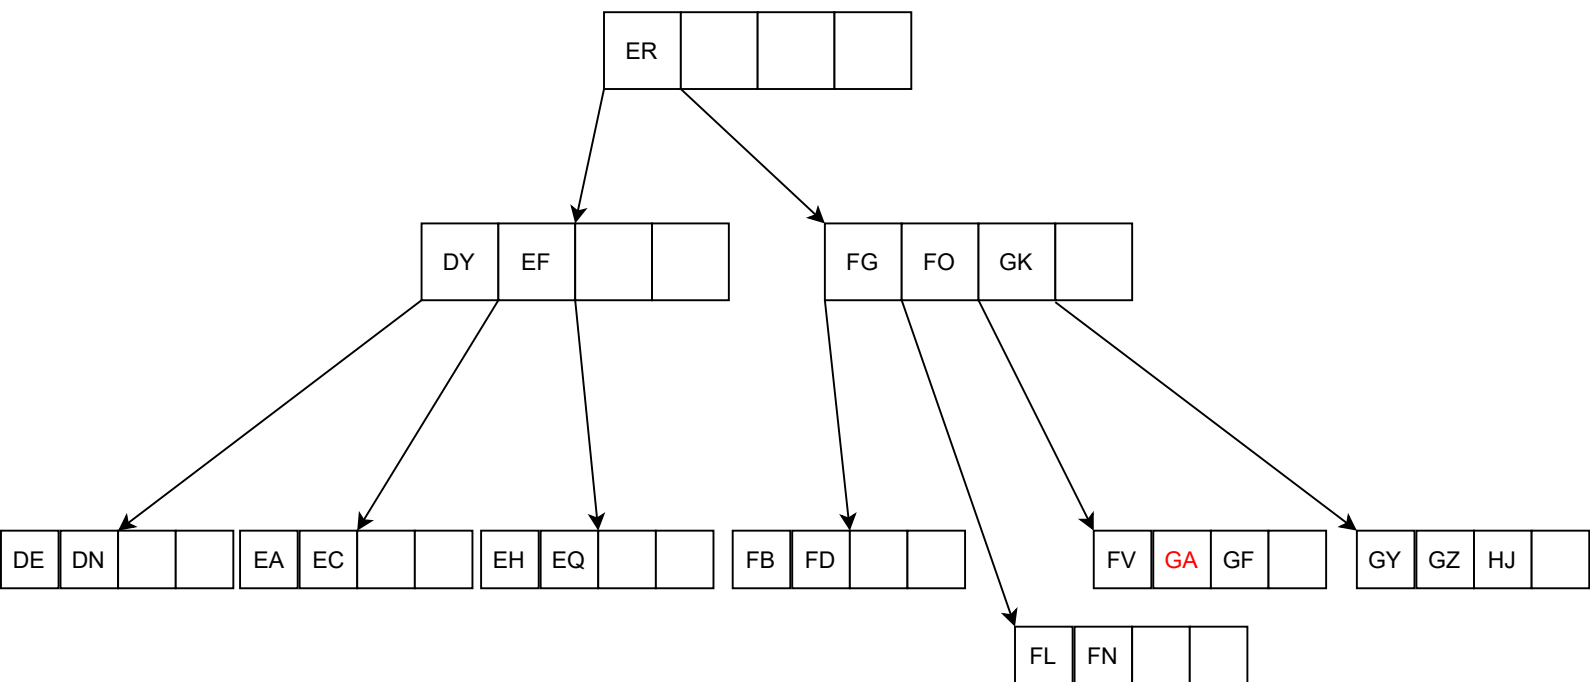 ER
DY EF
FG FO GK
DE DN
EA EC
EH EQ
FB FD
FV GA GF
GY GZ HJ
FL FN